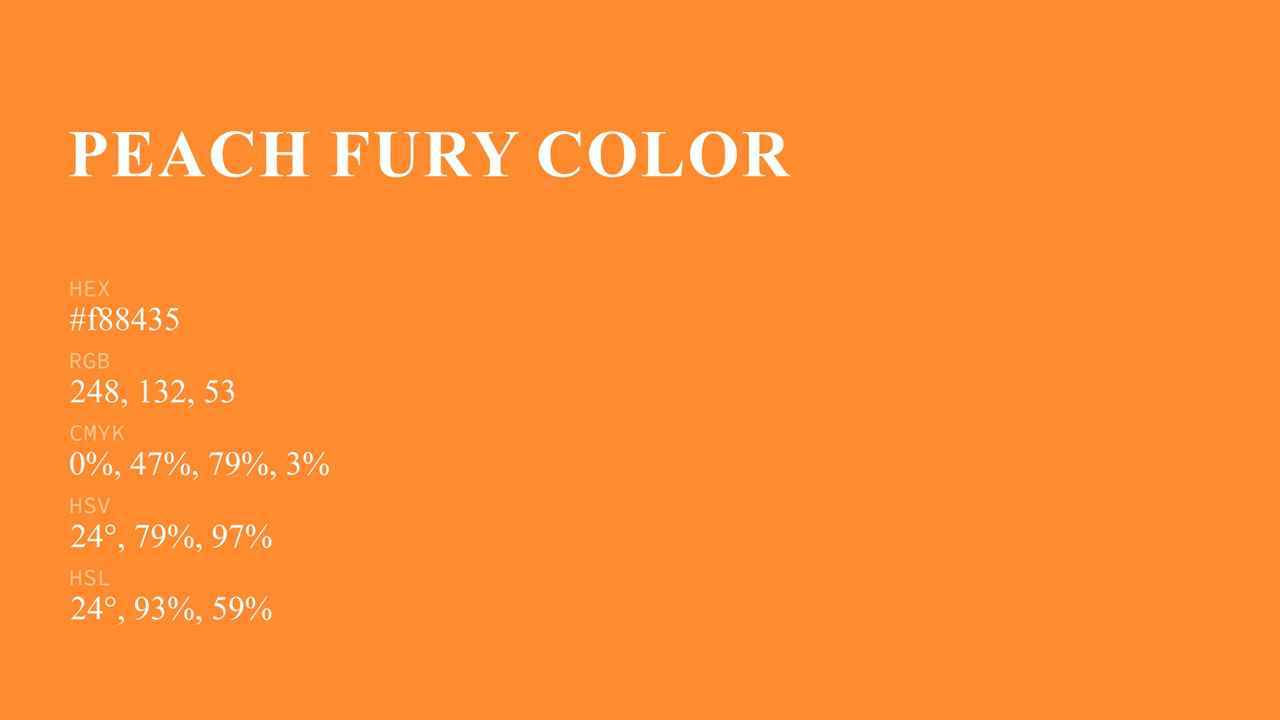 PEACH FURY COLOR
HEX
#f88435
RGB
248, 132, 53
CMYK
0%, 47%, 79%, 3%
HSV
24°, 79%, 97%
HSL
24°, 93%, 59%